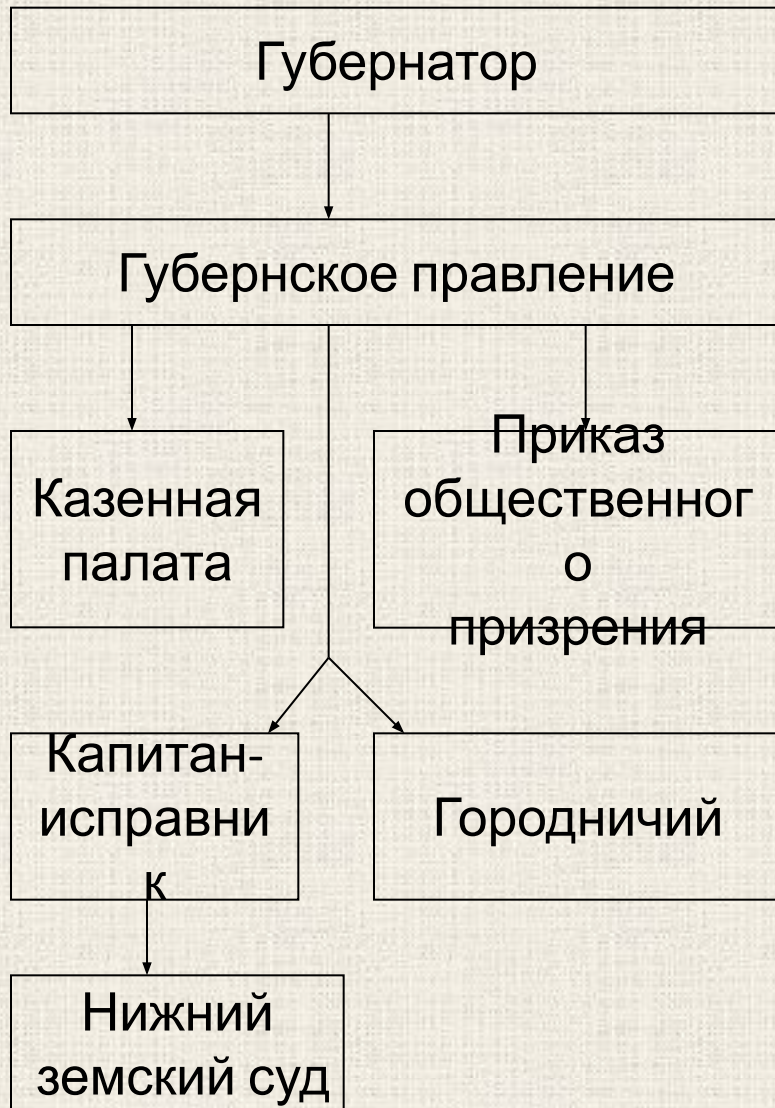 Губернатор
Губернское правление
Казенная
палата
Приказ
общественног
о
призрения
Капитан-
исправни
к
Городничий
Нижний
земский суд